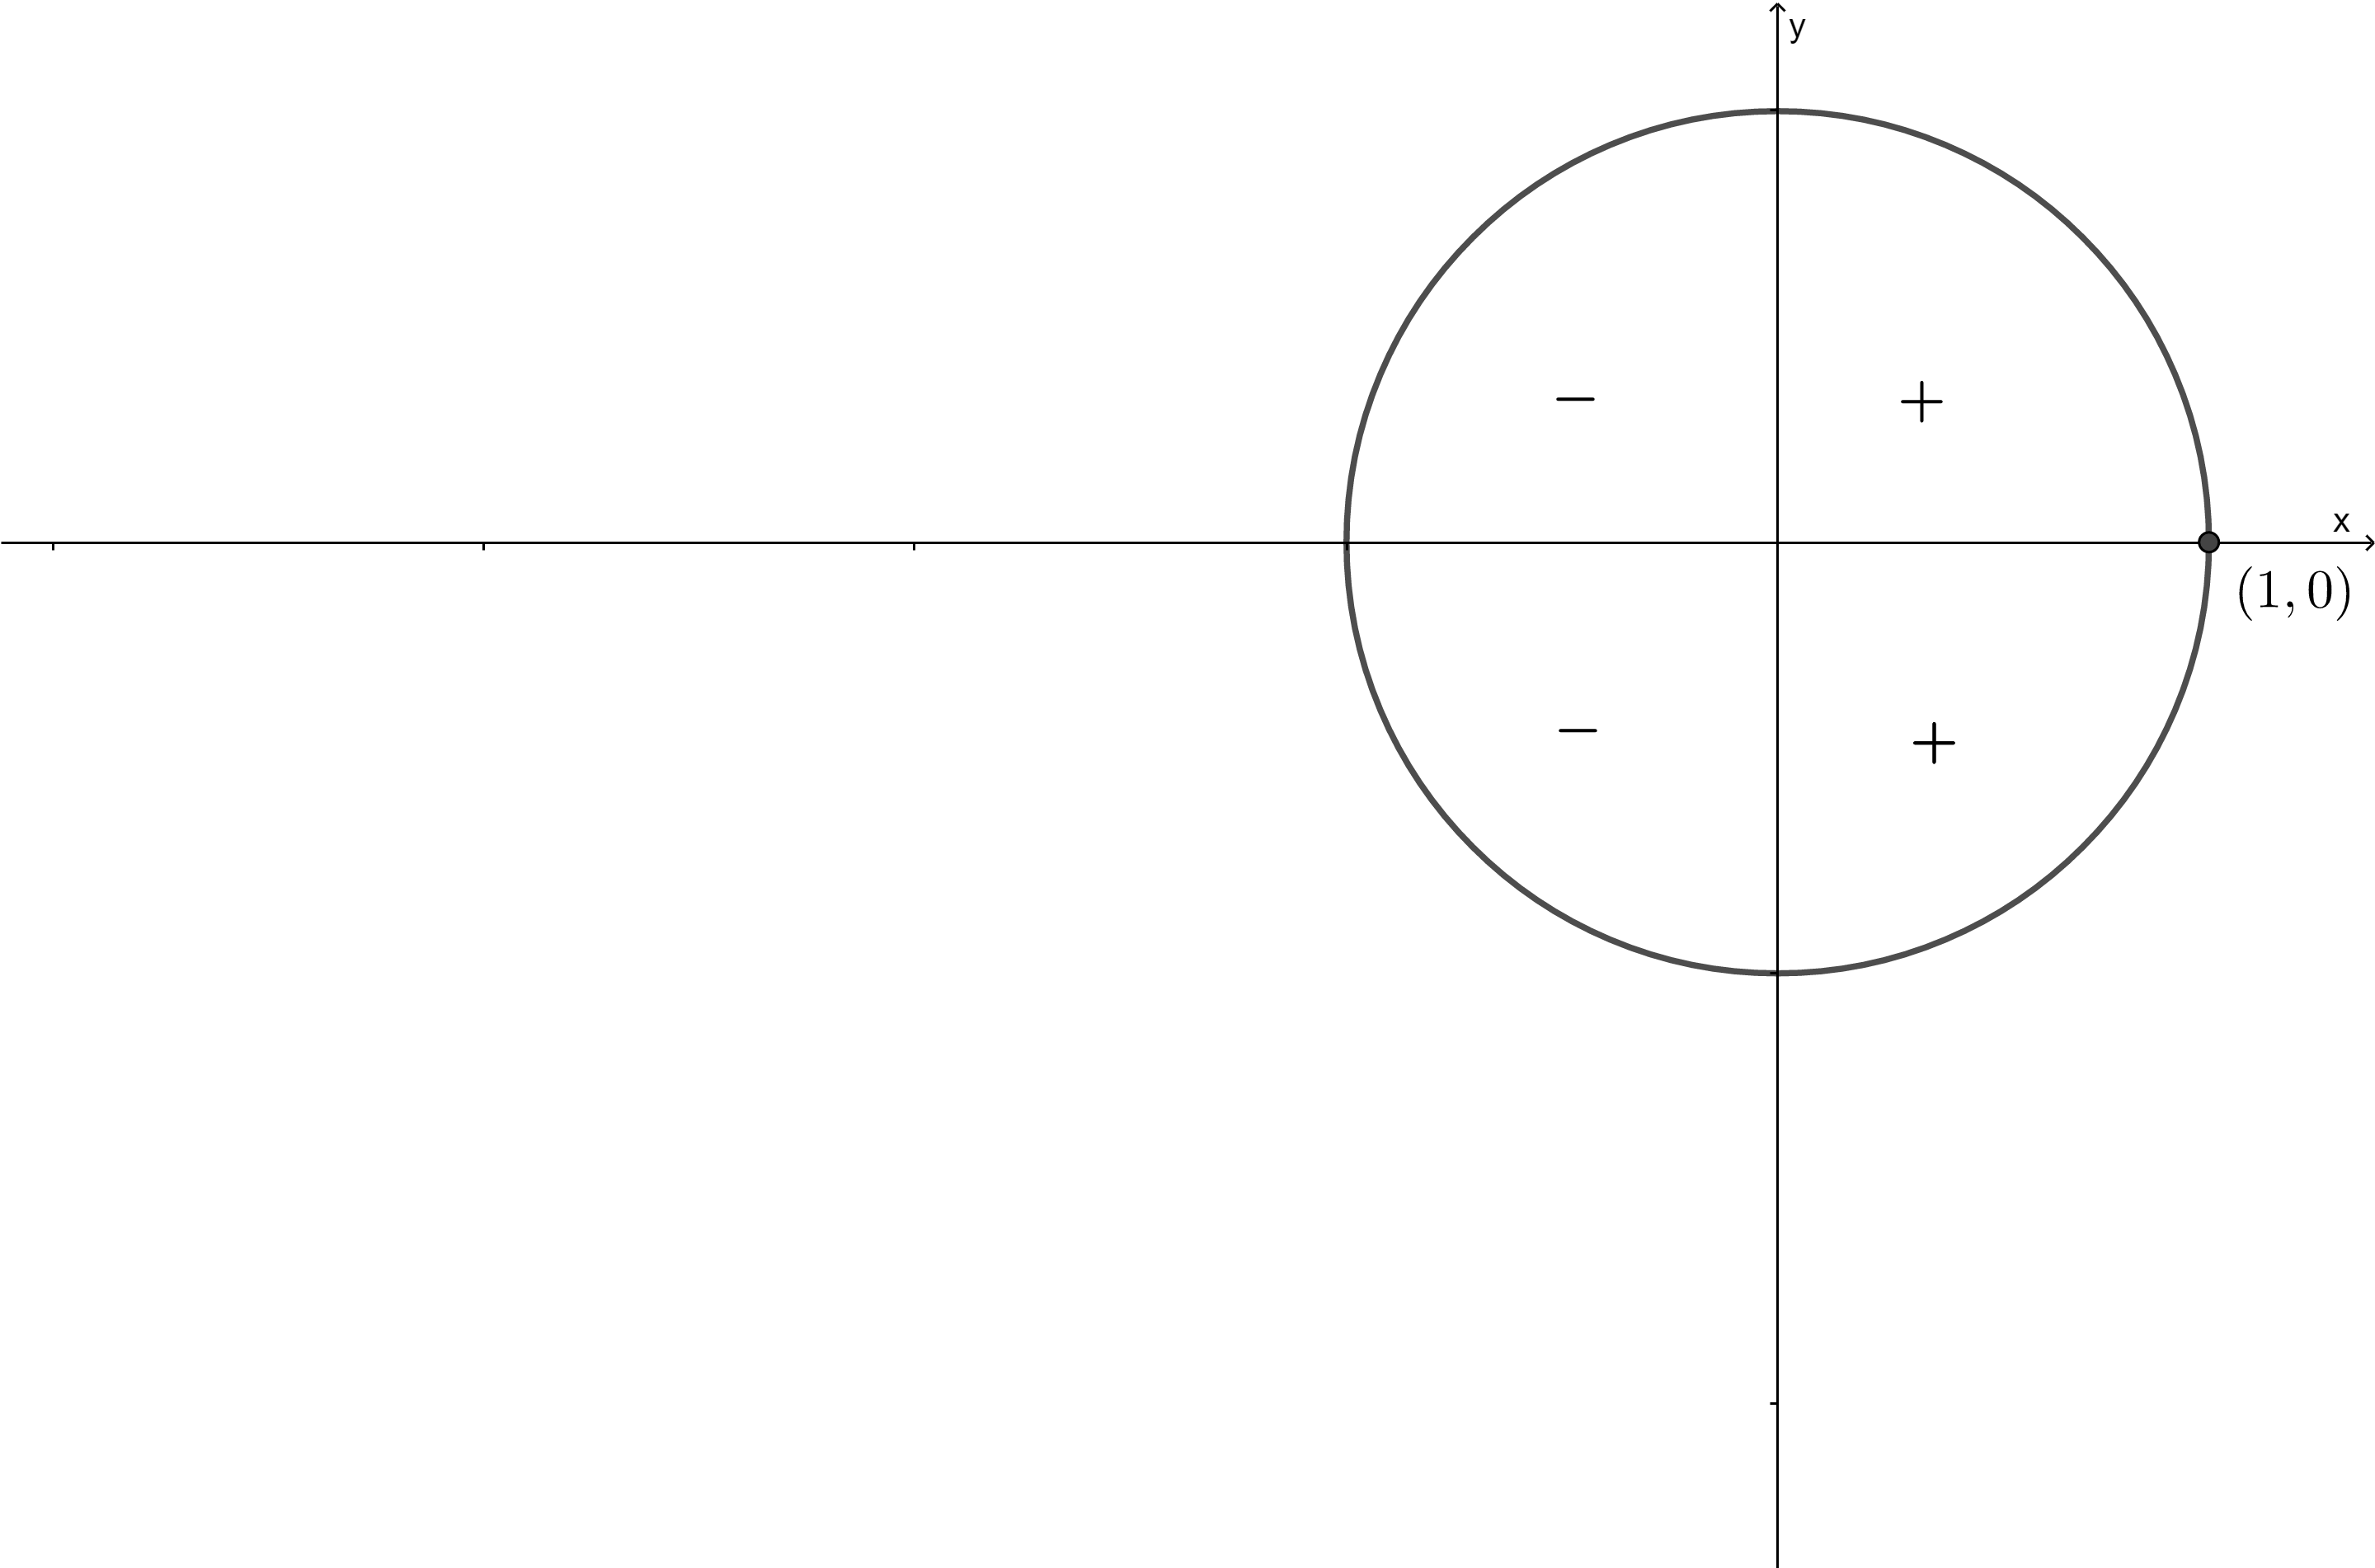 y
− +
x
(1, 0)
− +